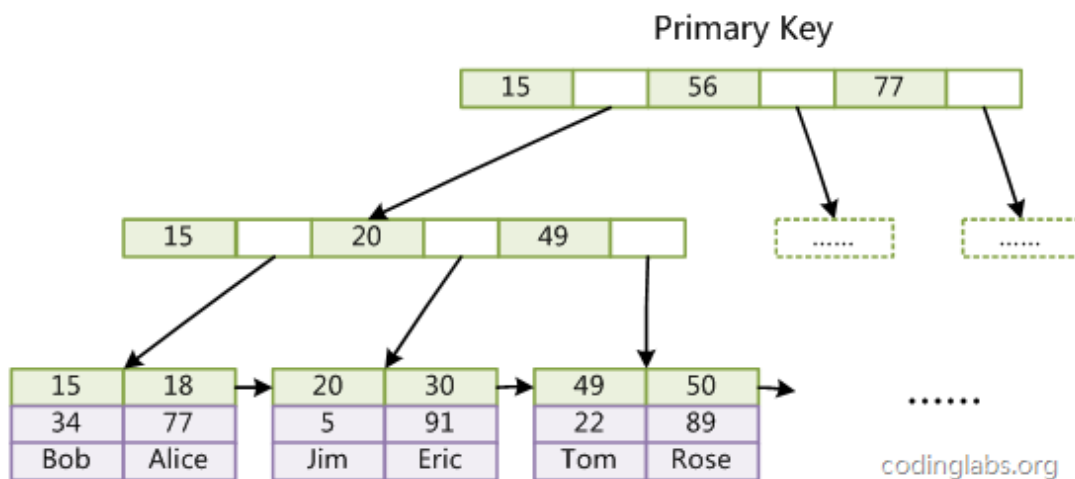 Primary Key
15 56 77
15 20 49 ...... ......
15 18 20 30 49 50
34 77 5 91 22 89 ......
Bob Alice Jim Eric Tom Rose
codinglabs.org